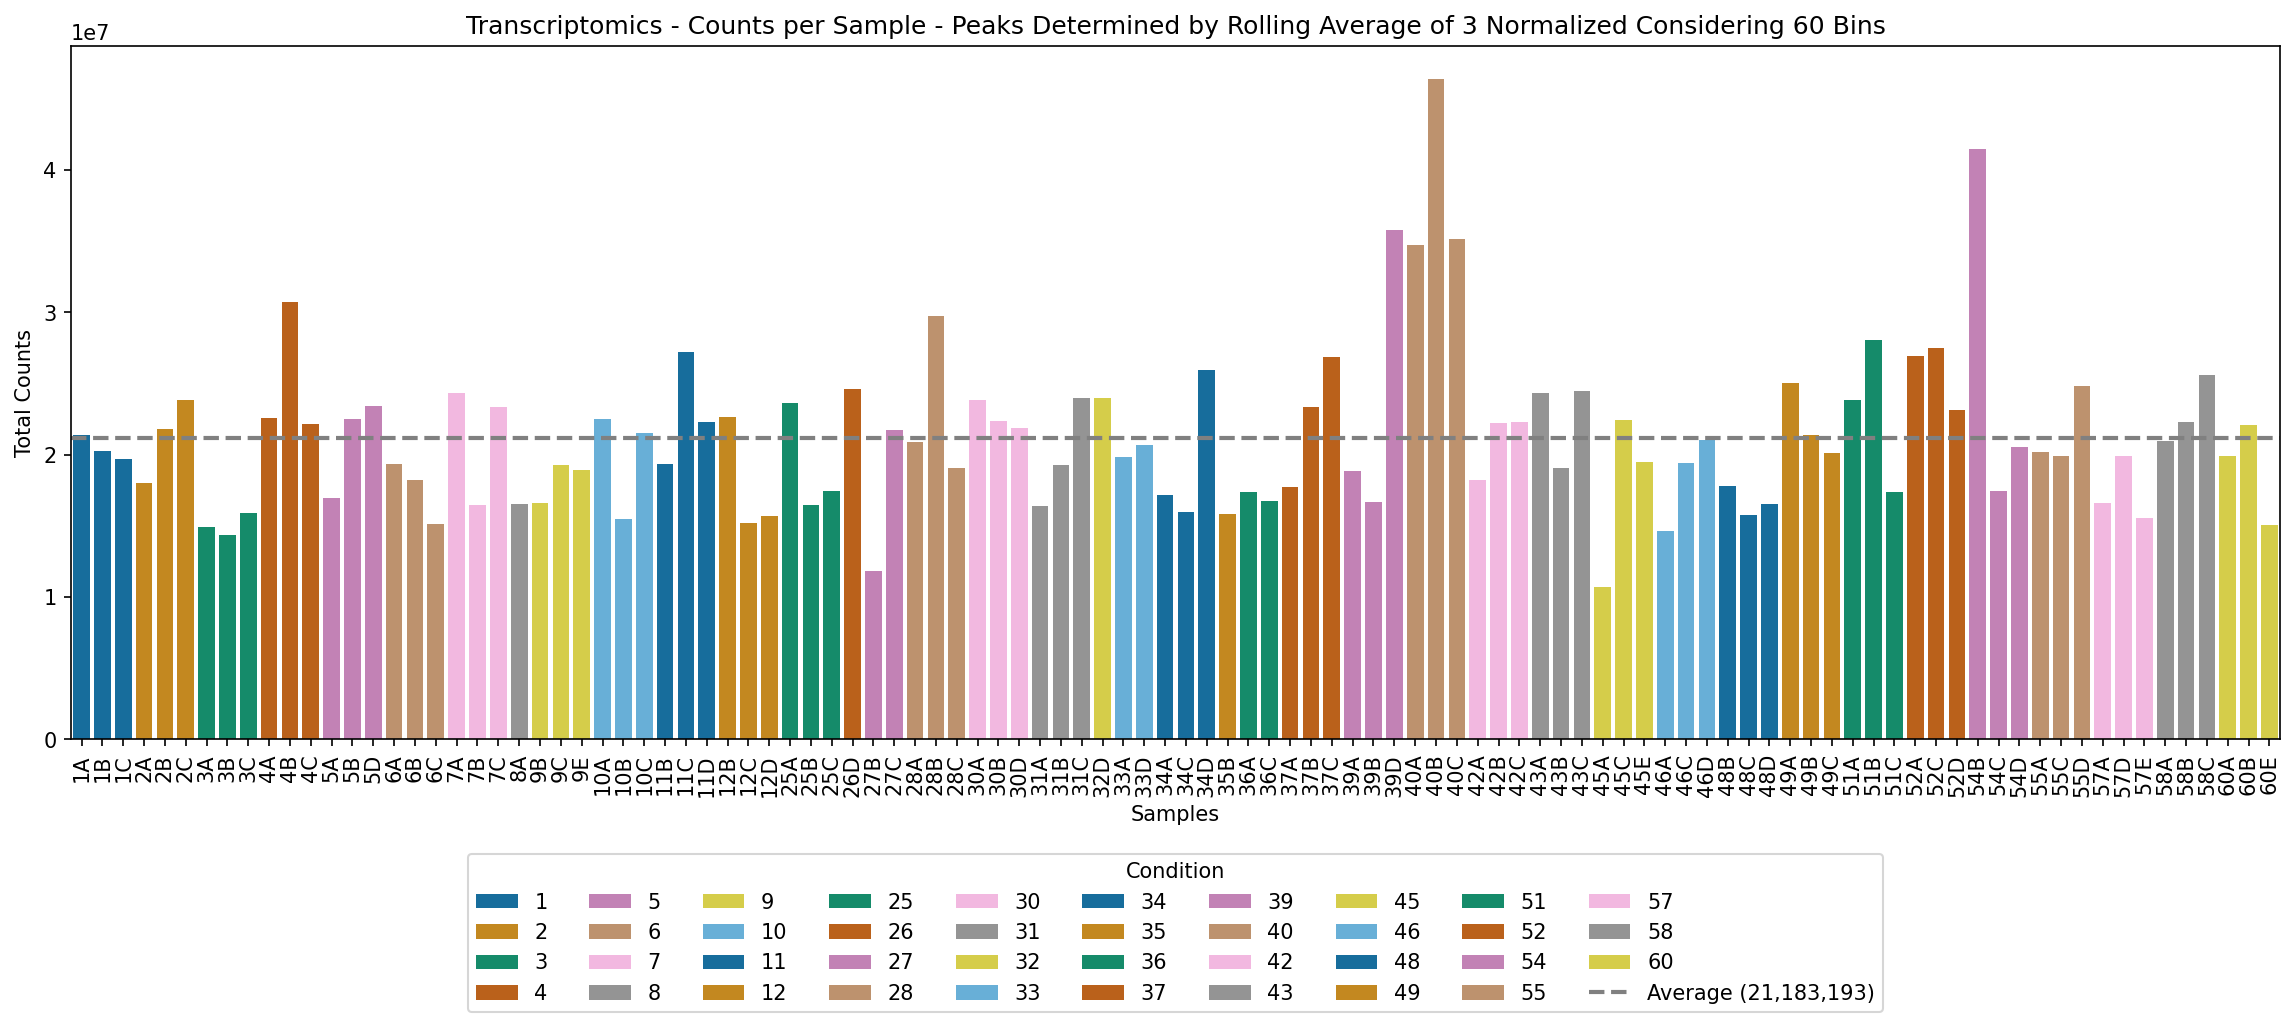 Transcriptomics - Counts per Sample - Peaks Determined by Rolling Average of 3 Normalized Considering 60 Bins
1e7
4
3
2
1
0
Total Counts
1A 1B 1C 2A 2B 2C 3A 3B 3C 4A 4B 4C 5A 5B 5D 6A 6B 6C 7A 7B 7C 8A 9B 9C 9E 10A 10B 10C 11B 11C 11D 12B 12C 12D 25A 25B 25C 26D 27B 27C 28A 28B 28C 30A 30B 30D 31A 31B 31C 32D 33A 33D 34A 34C 34D 35B 36A 36C 37A 37B 37C 39A 39B 39D 40A 40B 40C 42A 42B 42C 43A 43B 43C 45A 45C 45E 46A 46C 46D 48B 48C 48D 49A 49B 49C 51A 51B 51C 52A 52C 52D 54B 54C 54D 55A 55C 55D 57A 57D 57E 58A 58B 58C 60A 60B 60E
Samples
Condition
1 5 9 25 30 34 39 45 51 57
2 6 10 26 31 35 40 46 52 58
3 7 11 27 32 36 42 48 54 60
4 8 12 28 33 37 43 49 55 Average (21,183,193)